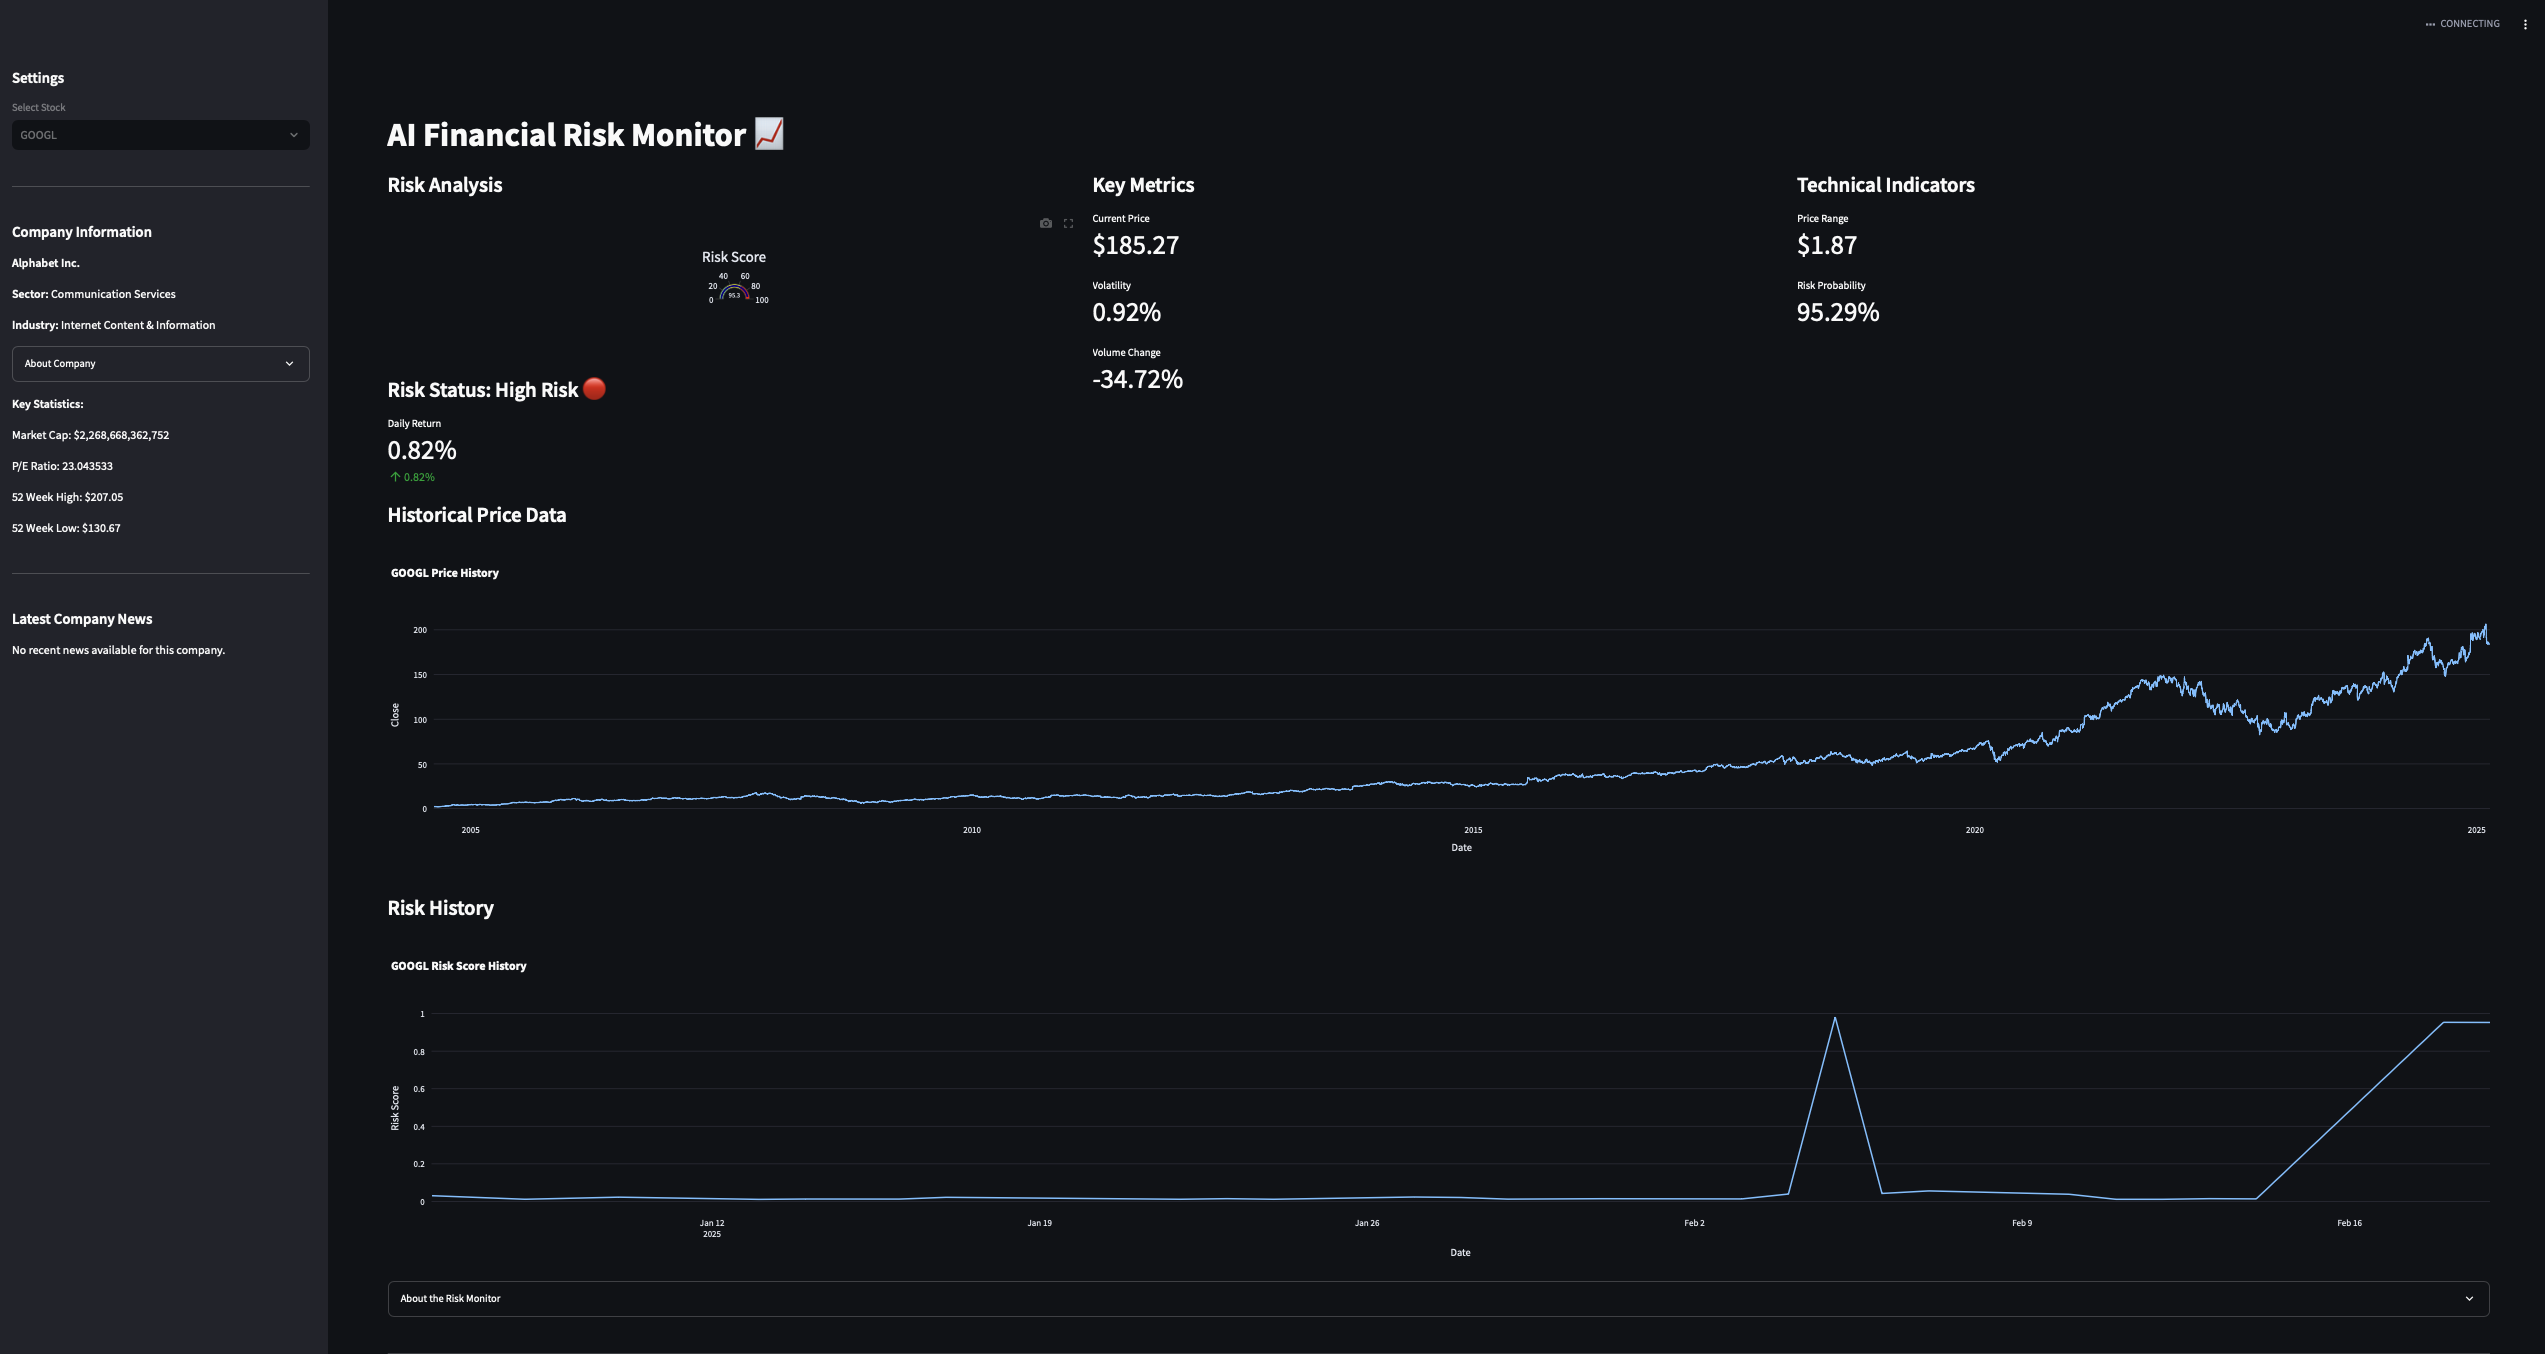 CONNECTING
Settings
Select Stock
GOOGL
Company Information
Alphabet Inc.
Sector: Communication Services
Industry: Internet Content & Information
About Company
Key Statistics:
Market Cap: $2,268,668,362,752
P/E Ratio: 23.043533
52 Week High: $207.05
52 Week Low: $130.67
Latest Company News
No recent news available for this company.
AI Financial Risk Monitor
Risk Analysis
Risk Score
0
20
40
60
80
100
95.3
Risk Status: High Risk
Daily Return
0.82%
0.82%
Key Metrics
Current Price
$185.27
Volatility
0.92%
Volume Change
-34.72%
Technical Indicators
Price Range
$1.87
Risk Probability
95.29%
Historical Price Data
GOOGL Price History
200
150
100
50
0
Close
2005
2010
2015
2020
2025
Date
Risk History
GOOGL Risk Score History
1
0.8
0.6
0.4
0.2
0
Risk Score
Jan 12
2025
Jan 19
Jan 26
Feb 2
Feb 9
Feb 16
Date
About the Risk Monitor